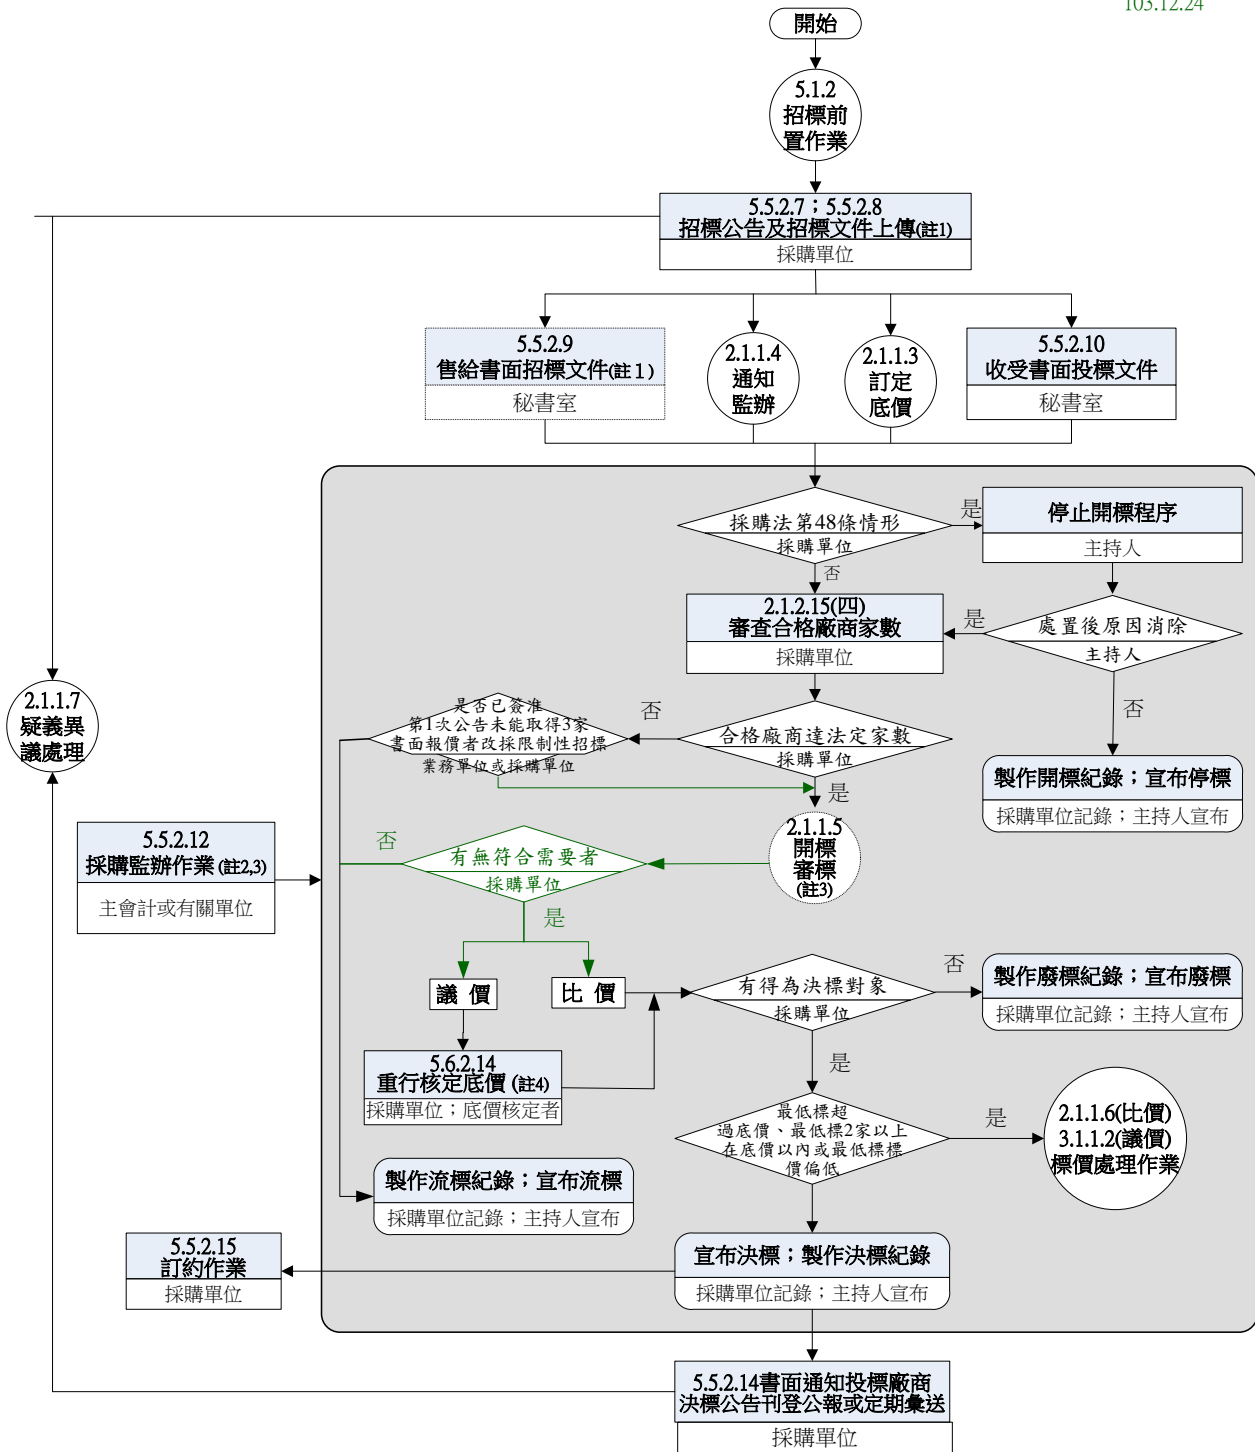 103.12.24
開始
5.1.2
招標前
置作業
5.5.2.7；5.5.2.8
招標公告及招標文件上傳(註1)
採購單位
5.5.2.9
售給書面招標文件(註１)
秘書室
2.1.1.4
通知
監辦
2.1.1.3
訂定
底價
5.5.2.10
收受書面投標文件
秘書室
採購法第48條情形
採購單位
是
否
停止開標程序
主持人
2.1.2.15(四)
審查合格廠商家數
採購單位
是
處置後原因消除
主持人
否
2.1.1.7
疑義異
議處理
是否已簽准
第1次公告未能取得3家
書面報價者改採限制性招標
業務單位或採購單位
否
合格廠商達法定家數
採購單位
是
製作開標紀錄；宣布停標
採購單位記錄；主持人宣布
5.5.2.12
採購監辦作業(註2,3)
主會計或有關單位
否
有無符合需要者
採購單位
是
2.1.1.5
開標
審標
(註3)
議 價
比 價
有得為決標對象
採購單位
否
是
製作廢標紀錄；宣布廢標
採購單位記錄；主持人宣布
5.6.2.14
重行核定底價(註4)
採購單位；底價核定者
最低標超
過底價、最低標2家以上
在底價以內或最低標標
價偏低
是
2.1.1.6(比價)
3.1.1.2(議價)
標價處理作業
製作流標紀錄；宣布流標
採購單位記錄；主持人宣布
5.5.2.15
訂約作業
採購單位
宣布決標；製作決標紀錄
採購單位記錄；主持人宣布
5.5.2.14書面通知投標廠商
決標公告刊登公報或定期彙送
採購單位